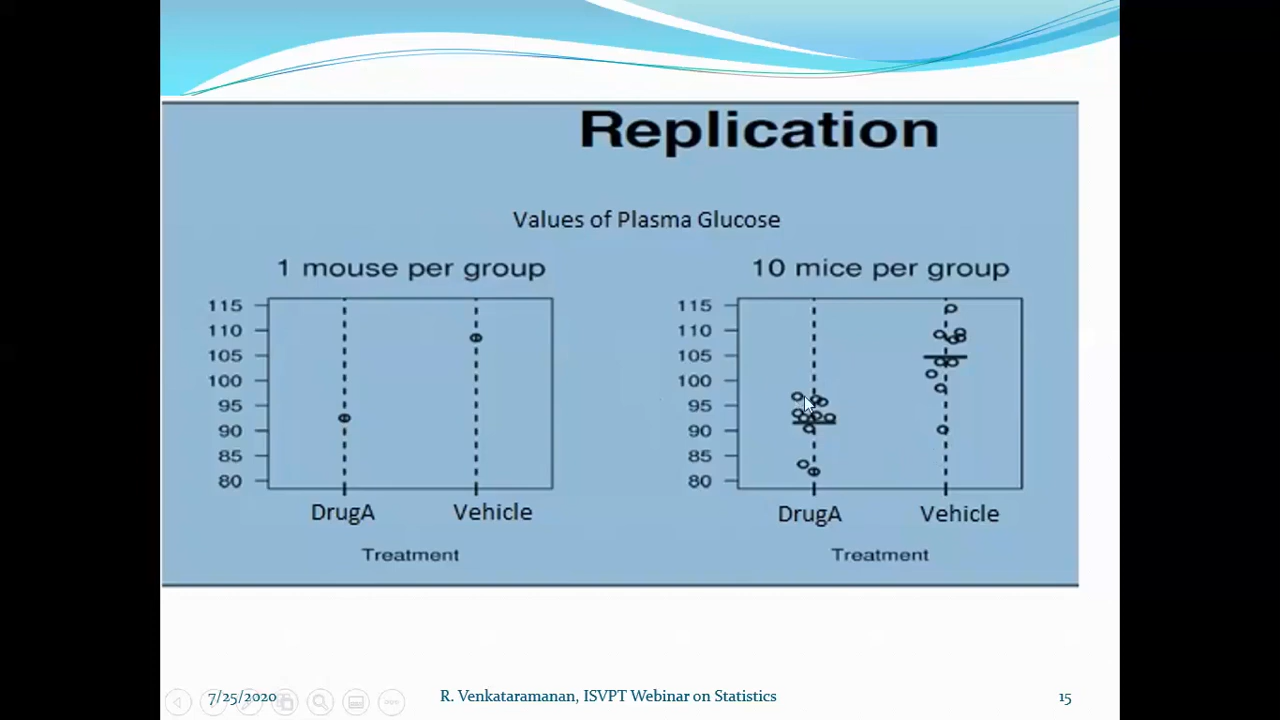 Replication
Values of Plasma Glucose
1 mouse per group
115
110
105
100
95
90
85
80
DrugA Vehicle
Treatment
10 mice per group
115
110
105
100
95
90
85
80
DrugA Vehicle
Treatment
7/25/2020 R. Venkataramanan, ISVPT Webinar on Statistics 15